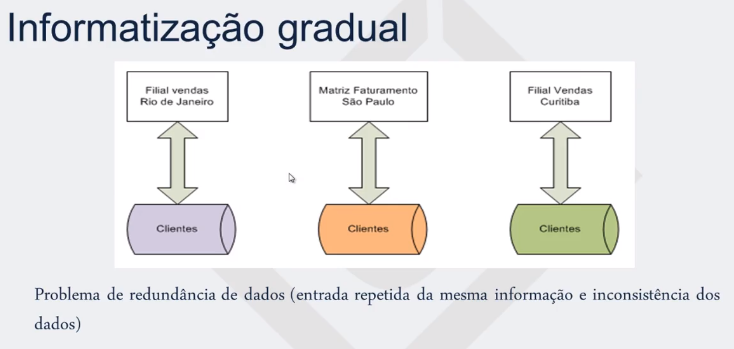 Informatização gradual
Filial vendas
Rio de Janeiro
Matriz Faturamento
São Paulo
Filial Vendas
Curitiba
Clientes
Clientes
Clientes
Problema de redundância de dados (entrada repetida da mesma informação e inconsistência dos
dados)